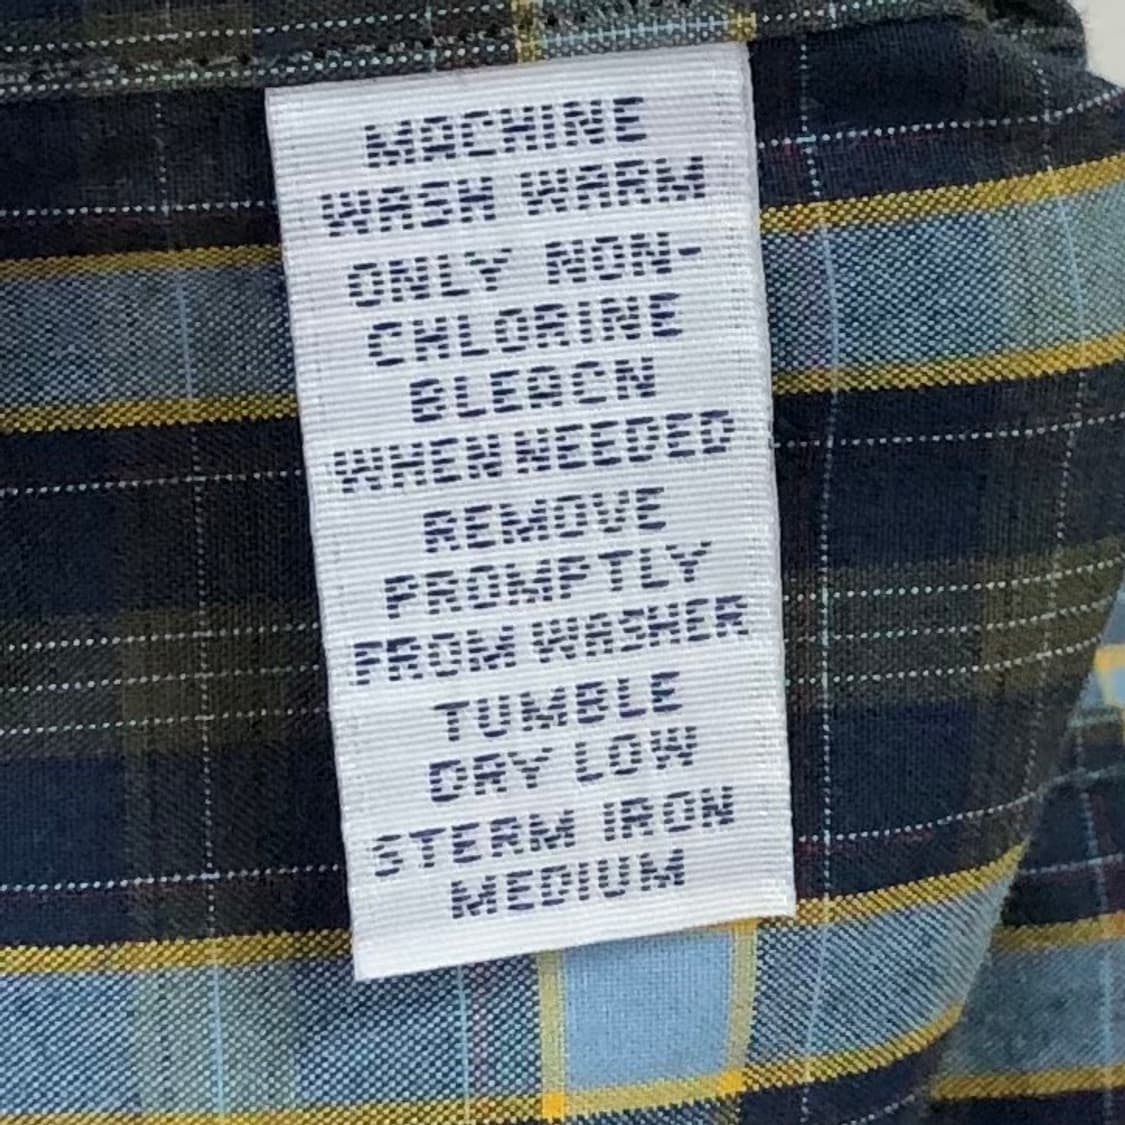 MACHINE
WASH WARM
ONLY NON-
CHLORINE
BLEACH
WHEN NEEDED
REMOVE
PROMPTLY
FROM WASHER
TUMBLE
DRY LOW
STEAM IRON
MEDIUM